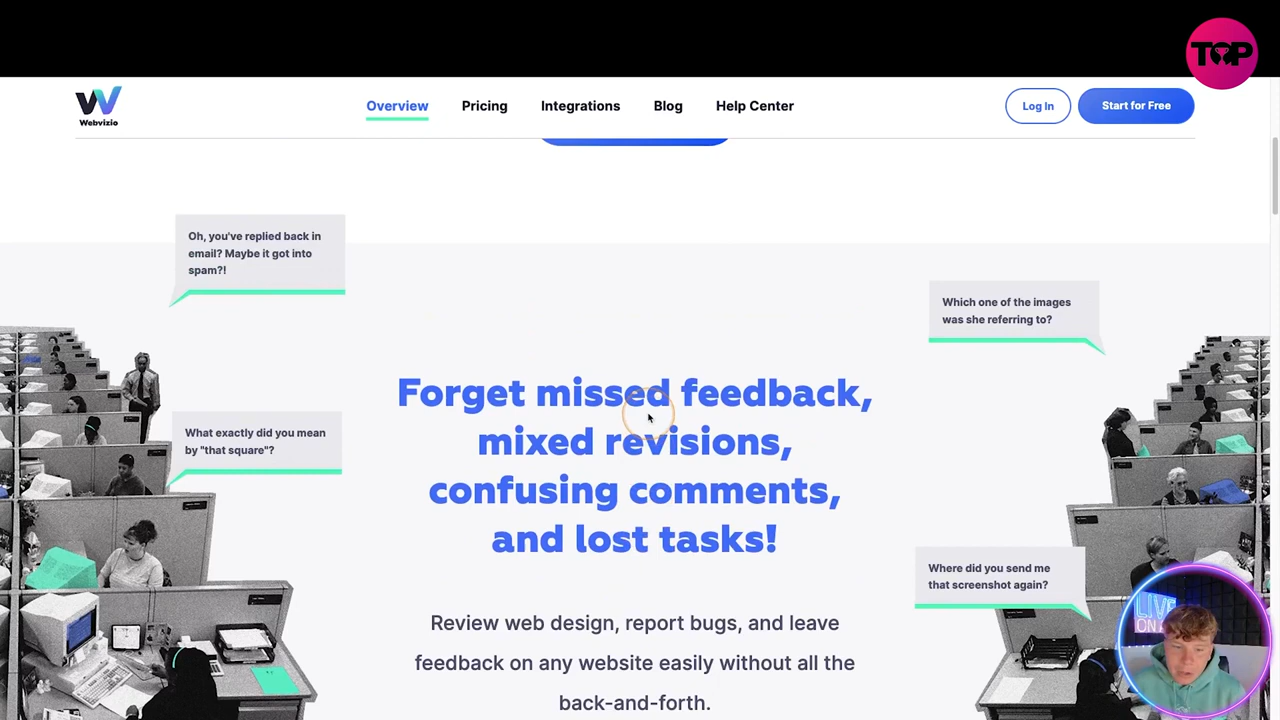 TOP
Webvizio
Overview
Pricing
Integrations
Blog
Help Center
Log In
Start for Free
Oh, you've replied back in
email? Maybe it got into
spam?!
Which one of the images
was she referring to?
Forget missed feedback,
mixed revisions,
confusing comments,
and lost tasks!
What exactly did you mean
by "that square"?
Where did you send me
that screenshot again?
Review web design, report bugs, and leave
feedback on any website easily without all the
back-and-forth.
LIVE
ON A